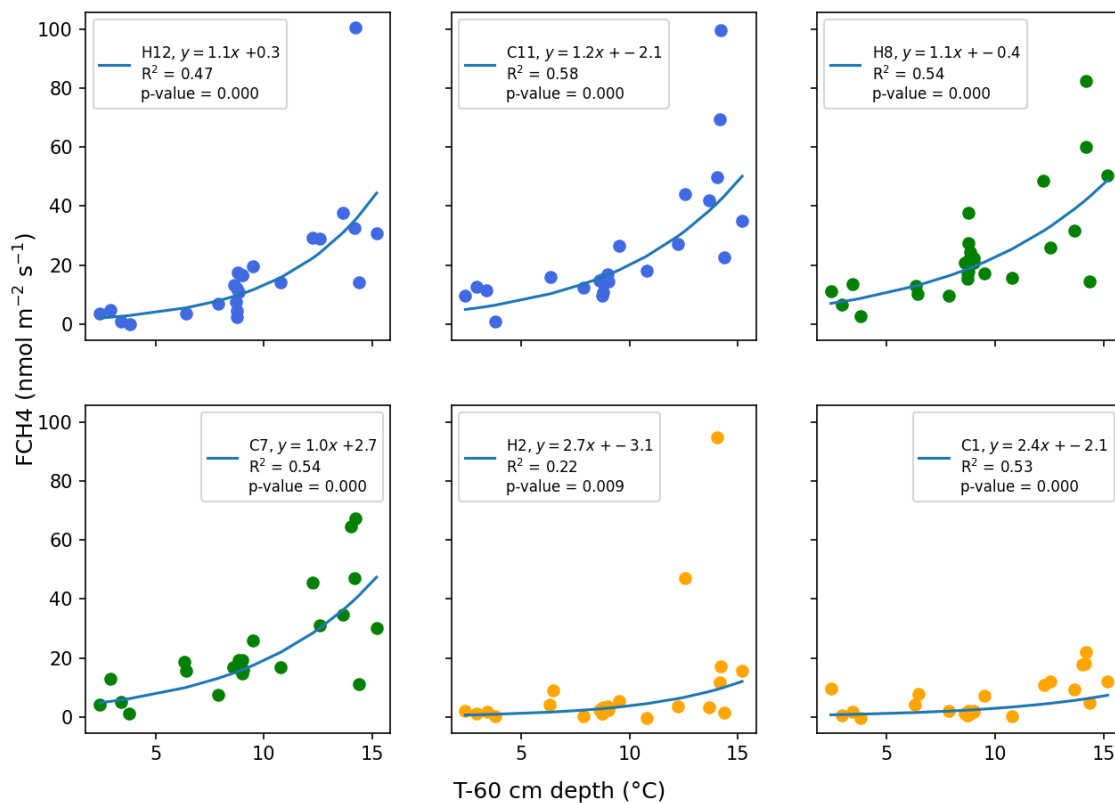 H12, y = 1.1x +0.3
R² = 0.47
p-value = 0.000
C11, y = 1.2x + − 2.1
R² = 0.58
p-value = 0.000
H8, y = 1.1x + − 0.4
R² = 0.54
p-value = 0.000
100
80
60
40
20
0
C7, y = 1.0x +2.7
R² = 0.54
p-value = 0.000
H2, y = 2.7x + − 3.1
R² = 0.22
p-value = 0.009
C1, y = 2.4x + − 2.1
R² = 0.53
p-value = 0.000
100
80
60
40
20
0
5 10 15
5 10 15
5 10 15
FCH4 (nmol m⁻² s⁻¹)
T-60 cm depth (°C)